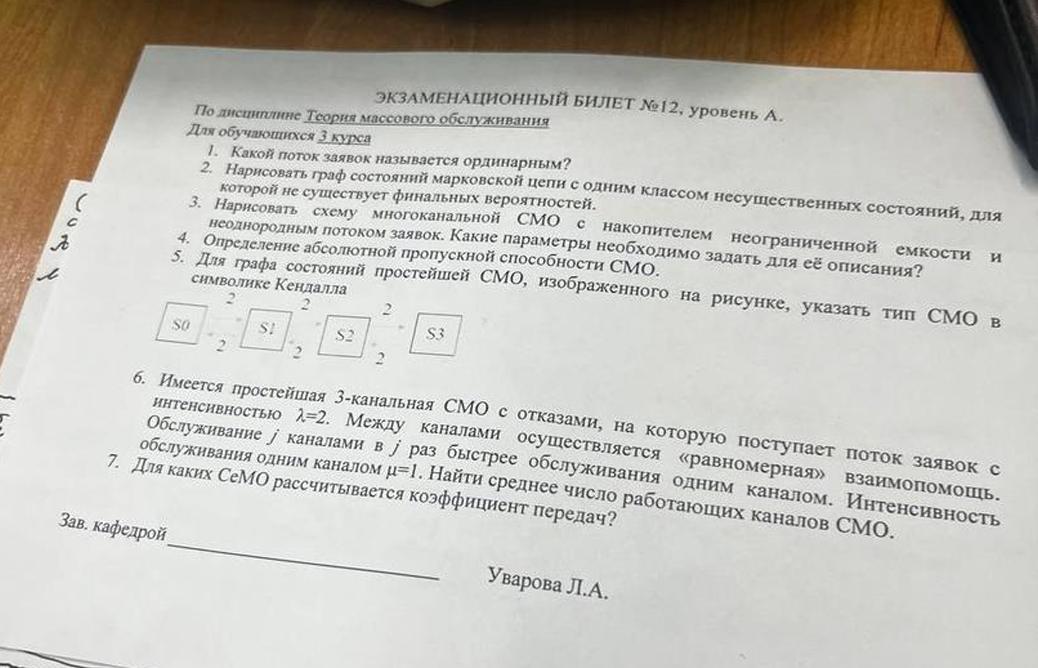 ЭКЗАМЕНАЦИОННЫЙ БИЛЕТ №12, уровень А.
По дисциплине Теория массового обслуживания
Для обучающихся 3 курса
1. Какой поток заявок называется ординарным?
2. Нарисовать граф состояний марковской цепи с одним классом несущественных состояний, для
которой не существует финальных вероятностей.
3. Нарисовать схему многоканальной СМО с накопителем неограниченной емкости и
неоднородным потоком заявок. Какие параметры необходимо задать для её описания?
4. Определение абсолютной пропускной способности СМО.
5. Для графа состояний простейшей СМО, изображенного на рисунке, указать тип СМО в
символике Кендалла
2 2 2
S0 S1 S2 S3
2 2 2
6. Имеется простейшая 3-канальная СМО с отказами, на которую поступает поток заявок с
интенсивностью λ=2. Между каналами осуществляется «равномерная» взаимопомощь.
Обслуживание j каналами в j раз быстрее обслуживания одним каналом. Интенсивность
обслуживания одним каналом μ=1. Найти среднее число работающих каналов СМО.
7. Для каких СеМО рассчитывается коэффициент передач?
Зав. кафедрой
Уварова Л.А.